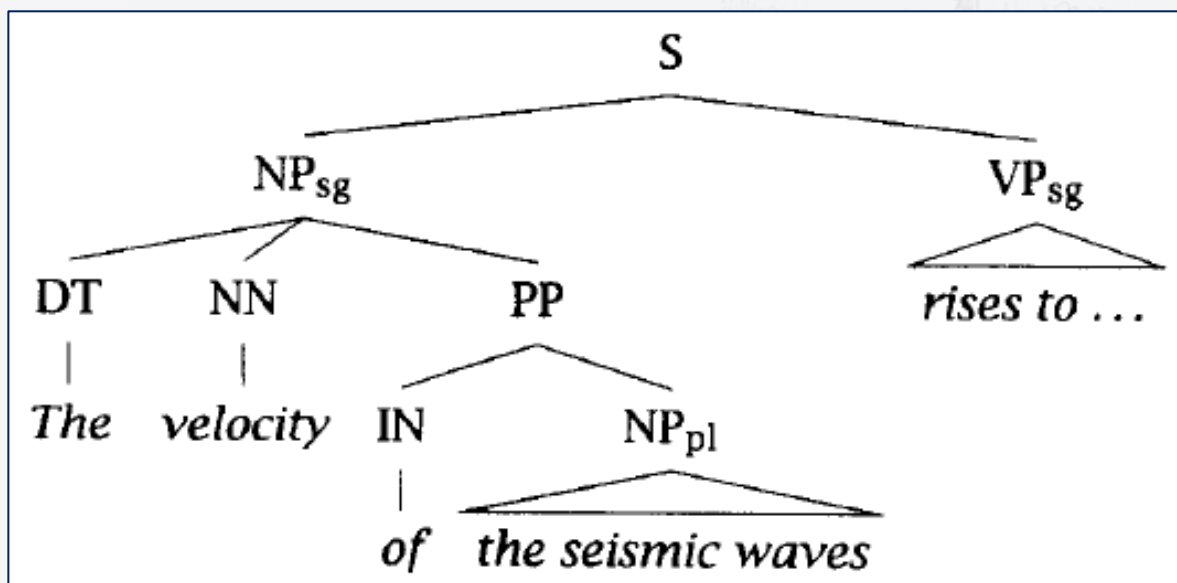 S
NPsg VPsg
DT NN PP rises to ...
The velocity IN NPpl
of the seismic waves